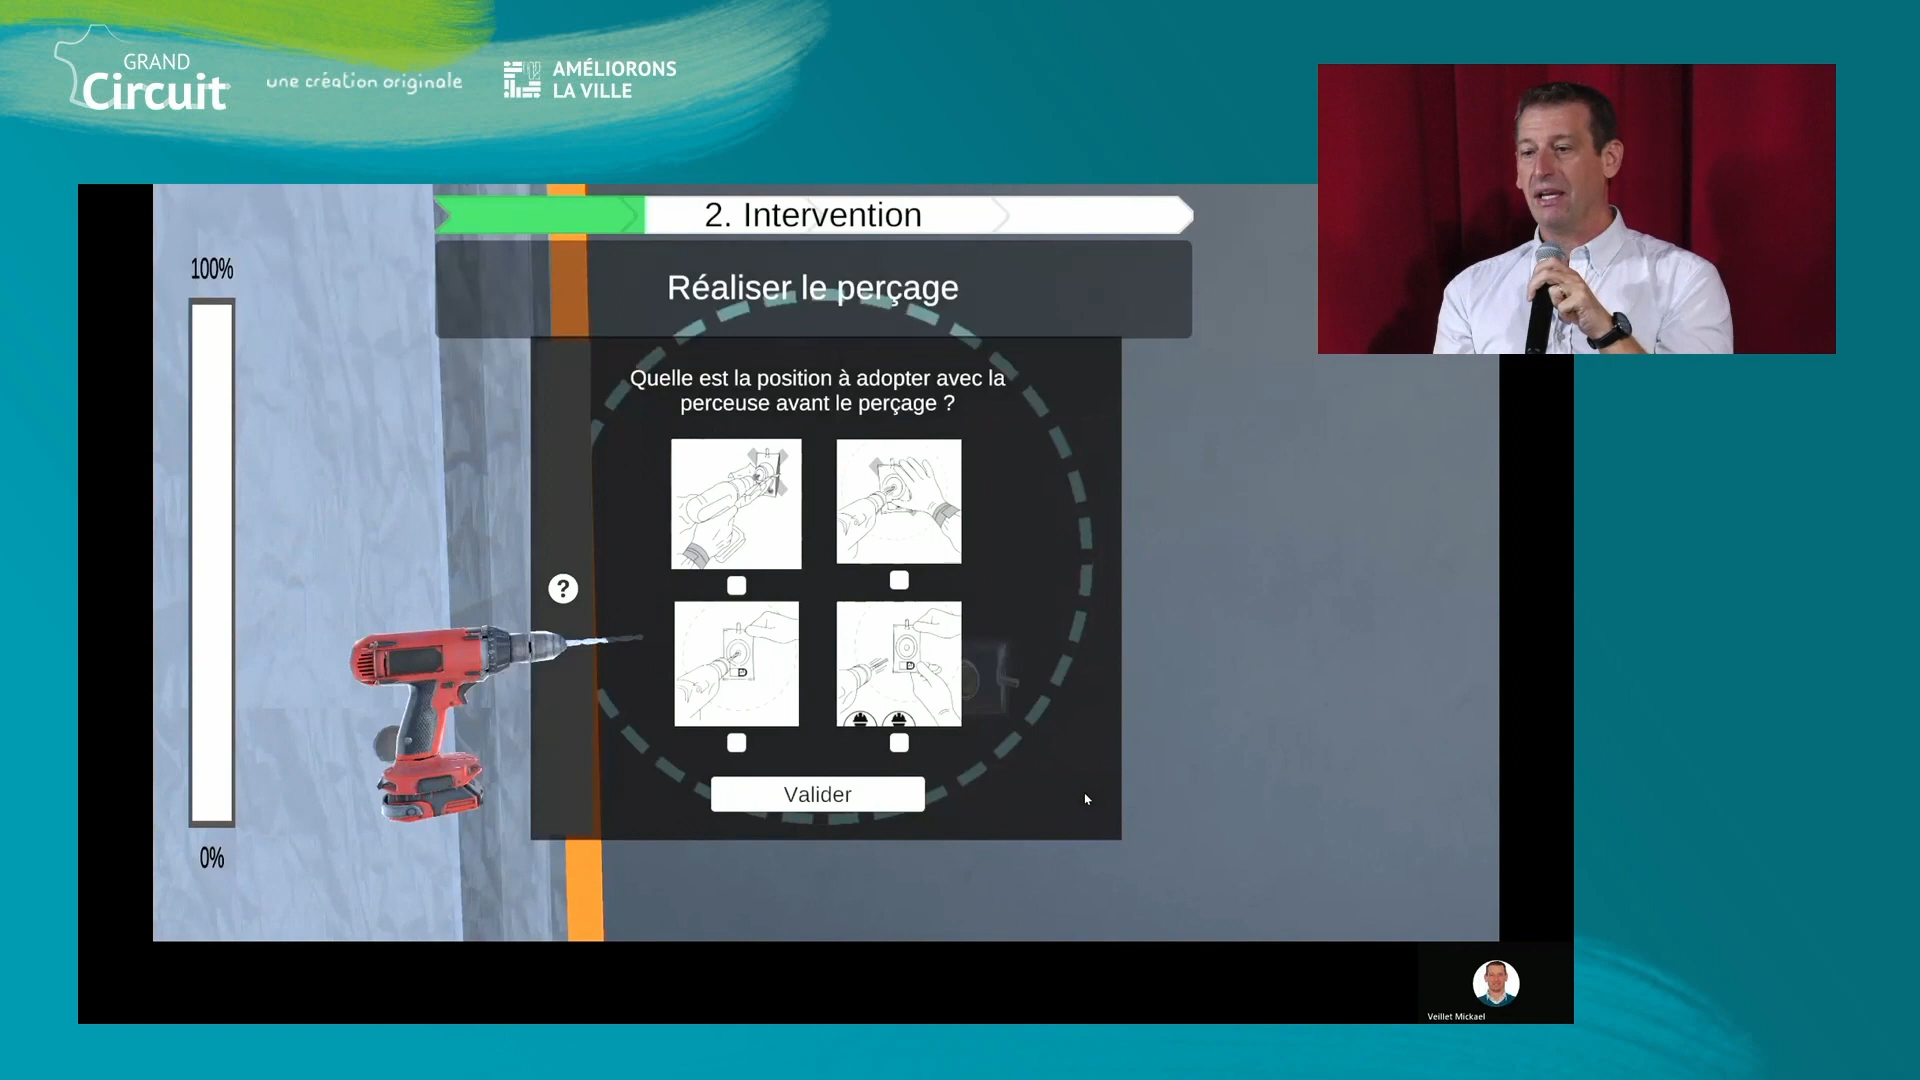 GRAND
Circuit
une création originale
AMÉLIORONS
LA VILLE
2. Intervention
Réaliser le perçage
100%
Quelle est la position à adopter avec la
perceuse avant le perçage ?
?
Valider
0%
Veillet Mickael